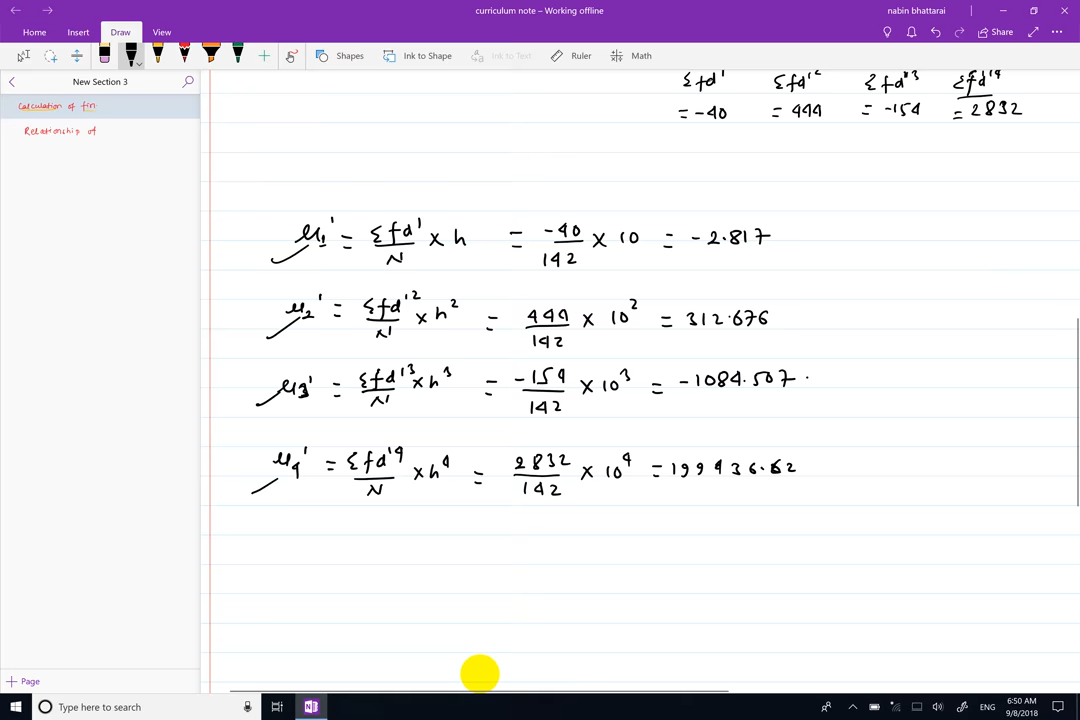 curriculum note – Working offline
nabin bhattarai
Home Insert Draw View
Share
Shapes Ink to Shape Ink to Text Ruler Math
New Section 3
Calculation of fin
Relationship of
Σfd' Σfd'² Σfd'³ Σfd'⁴
= -40 = 444 = -154 = 2832
μ₁' = Σfd'/N × h = -40/142 × 10 = -2.817
μ₂' = Σfd'²/N × h² = 444/142 × 10² = 312.676
μ₃' = Σfd'³/N × h³ = -154/142 × 10³ = -1084.507
μ₄' = Σfd'⁴/N × h⁴ = 2832/142 × 10⁴ = 199436.62
+ Page
Type here to search
ENG
6:50 AM
9/8/2018